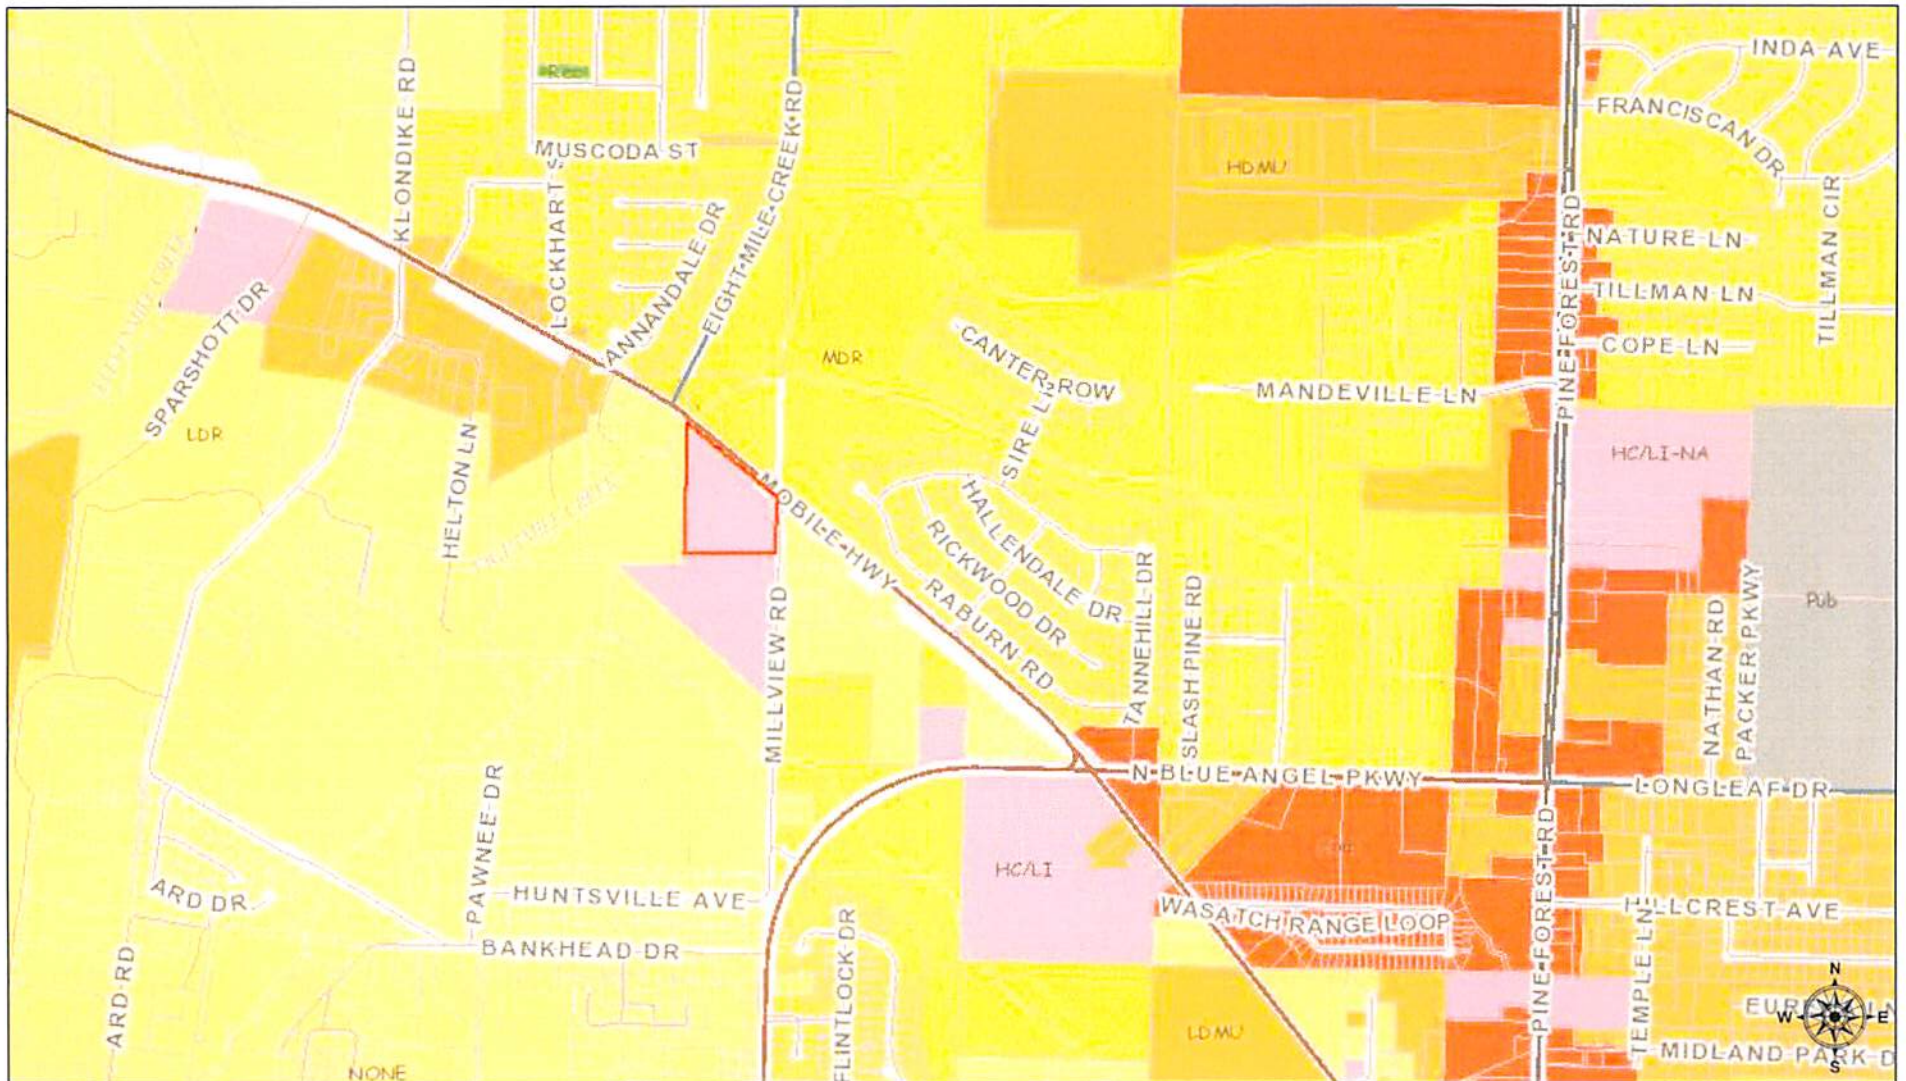 INDA AVE
KLONDIKE RD
Rec
EIGHT MILE CREEK RD
FRANCISCAN DR
MUSCODA ST
HDMU
LOCKHART S
ANNANDALE DR
PINE FOREST RD
NATURE LN
TILLMAN CIR
TILLMAN LN
SPARSHOTT DR
CANTER ROW
COPE LN
MDR
MANDEVILLE LN
SIRE LN
LDR
HC/LI-NA
HELTON LN
MOBILE HWY
HALLENDALE DR
RICKWOOD DR
RABURN RD
TANNEHILL DR
SLASH PINE RD
MILLVIEW RD
Pub
NATHAN RD
PACKER PKWY
N BLUE ANGEL PKWY
LONGLEAF DR
PAWNEE DR
HC/LI
ARD DR
HUNTSVILLE AVE
WASATCH RANGE LOOP
HILLCREST AVE
BANKHEAD DR
PINE FOREST RD
TEMPLE LN
ARD RD
FLINTLOCK DR
N
W
E
S
LDMU
MIDLAND PARK D
NONE